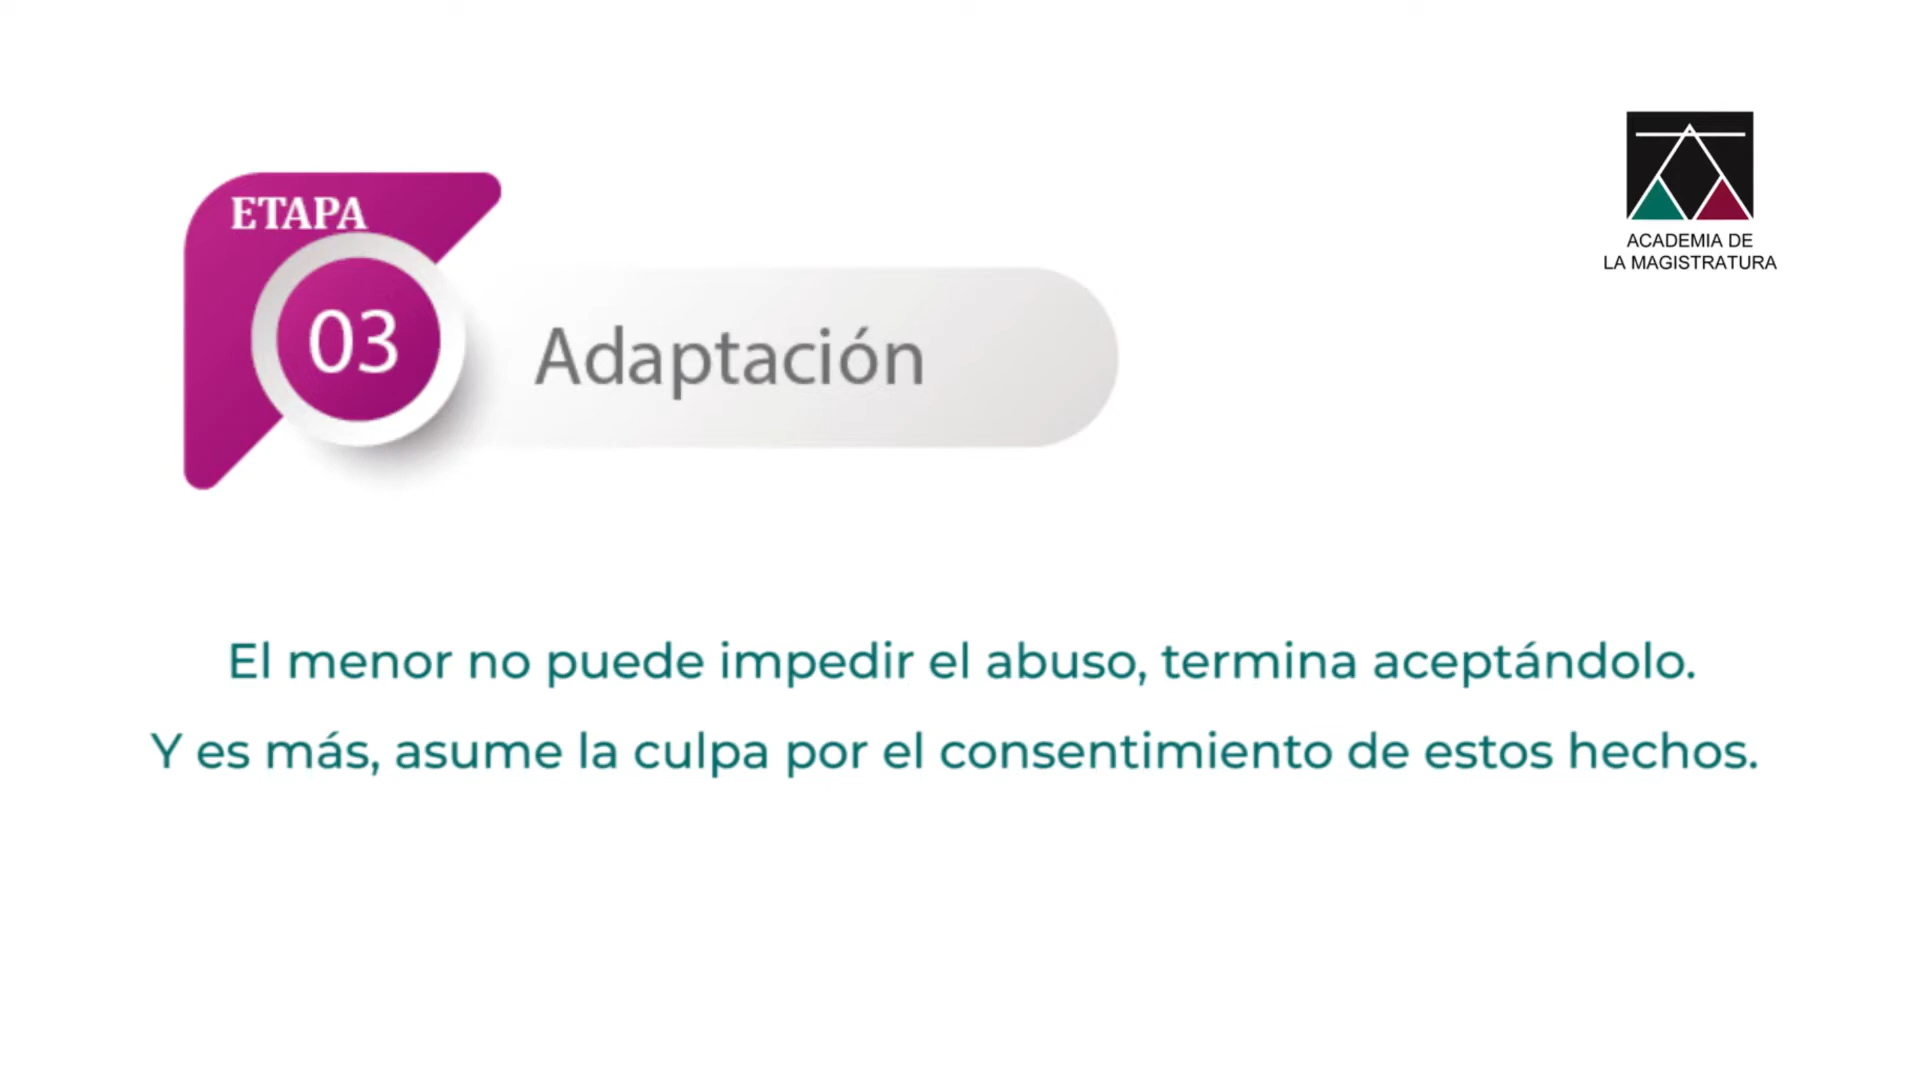 ETAPA
03
Adaptación
ACADEMIA DE
LA MAGISTRATURA
El menor no puede impedir el abuso, termina aceptándolo.
Y es más, asume la culpa por el consentimiento de estos hechos.